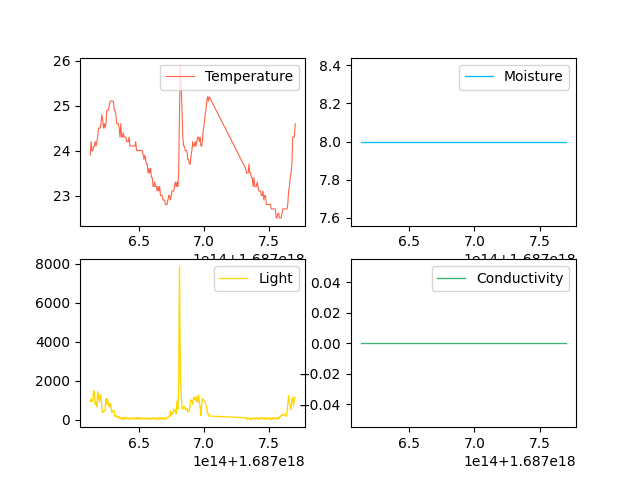 26
25
24
23
Temperature
6.5 7.0 7.5
1e14+1.687e18
8.4
8.2
8.0
7.8
7.6
Moisture
6.5 7.0 7.5
1e14+1.687e18
8000
6000
4000
2000
0
Light
6.5 7.0 7.5
1e14+1.687e18
0.04
0.02
0.00
−0.02
−0.04
Conductivity
6.5 7.0 7.5
1e14+1.687e18